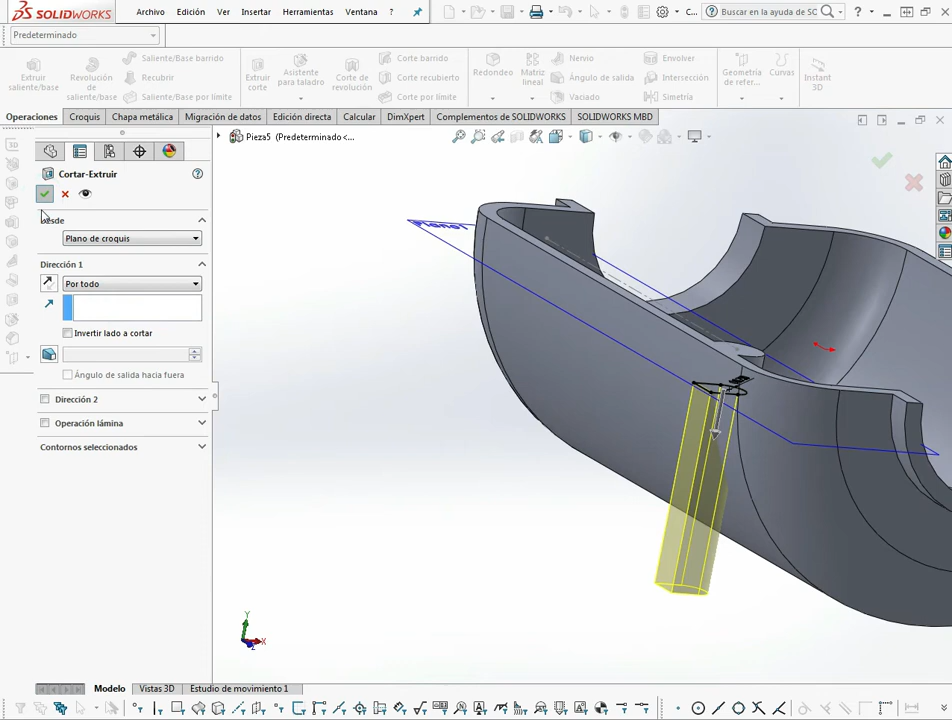 SOLIDWORKS
Archivo Edición Ver Insertar Herramientas Ventana ?
C...
Buscar en la ayuda de SC
Predeterminado
Extruir saliente/base
Revolución de saliente/base
Saliente/Base barrido
Recubrir
Saliente/Base por límite
Extruir corte
Asistente para taladro
Corte de revolución
Corte barrido
Corte recubierto
Corte por límite
Redondeo
Matriz lineal
Nervio
Ángulo de salida
Vaciado
Envolver
Intersección
Simetría
Geometría de referencia
Curvas
Instant 3D
Operaciones Croquis Chapa metálica Migración de datos Edición directa Calcular DimXpert Complementos de SOLIDWORKS SOLIDWORKS MBD
Pieza5 (Predeterminado<...
Cortar-Extruir
Plano de croquis
Dirección 1
Por todo
Invertir lado a cortar
Ángulo de salida hacia fuera
Dirección 2
Operación lámina
Contornos seleccionados
Plano1
Y
X
Z
Modelo Vistas 3D Estudio de movimiento 1